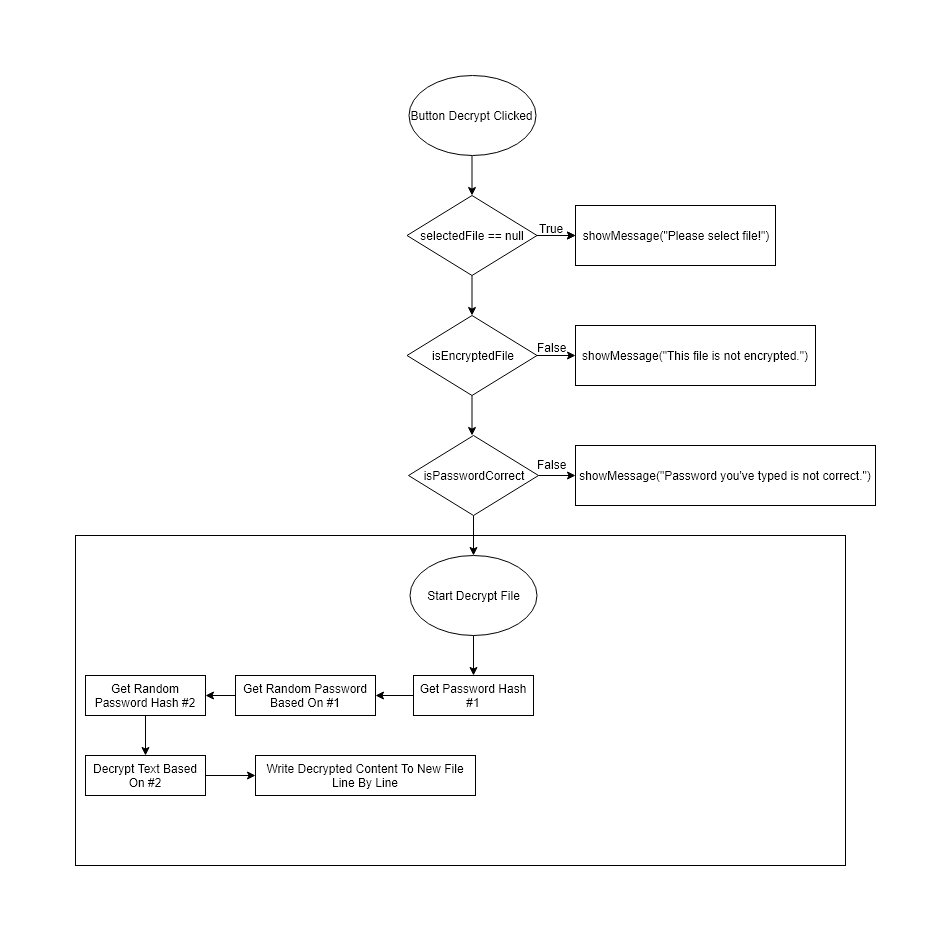 Button Decrypt Clicked
selectedFile == null
True
showMessage("Please select file!")
isEncryptedFile
False
showMessage("This file is not encrypted.")
isPasswordCorrect
False
showMessage("Password you've typed is not correct.")
Start Decrypt File
Get Password Hash
#1
Get Random Password
Based On #1
Get Random
Password Hash #2
Decrypt Text Based
On #2
Write Decrypted Content To New File
Line By Line